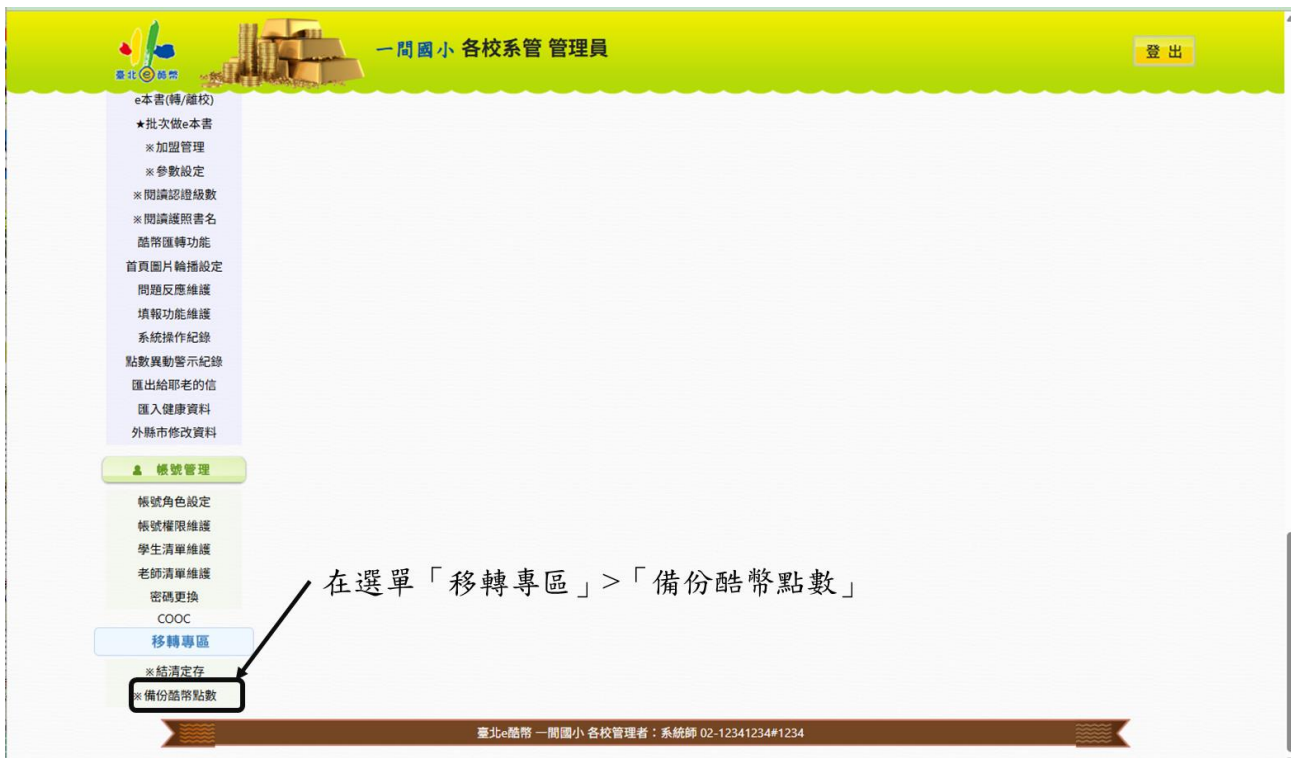 臺北e酷幣
一間國小 各校系管 管理員
登 出
e本書(轉/離校)
★批次做e本書
※加盟管理
※參數設定
※閱讀認證級數
※閱讀護照書名
酷幣匯轉功能
首頁圖片輪播設定
問題反應維護
填報功能維護
系統操作紀錄
點數異動警示紀錄
匯出給耶老的信
匯入健康資料
外縣市修改資料
帳號管理
帳號角色設定
帳號權限維護
學生清單維護
老師清單維護
密碼更換
COOC
移轉專區
※結清定存
※備份酷幣點數
在選單「移轉專區」>「備份酷幣點數」
臺北e酷幣 一間國小 各校管理者：系統師 02-12341234#1234